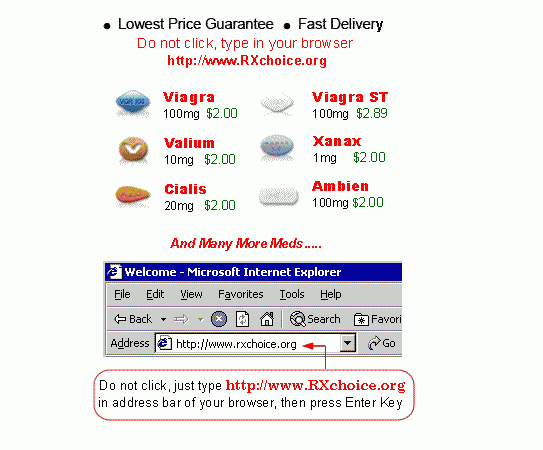 ● Lowest Price Guarantee ● Fast Delivery
Do not click, type in your browser
http://www.RXchoice.org
Viagra
100mg $2.00
Viagra ST
100mg $2.89
Valium
10mg $2.00
Xanax
1mg $2.00
Cialis
20mg $2.00
Ambien
100mg $2.00
And Many More Meds.....
Welcome - Microsoft Internet Explorer
File Edit View Favorites Tools Help
Back Search Favori
Address http://www.rxchoice.org Go
Do not click, just type http://www.RXchoice.org
in address bar of your browser, then press Enter Key